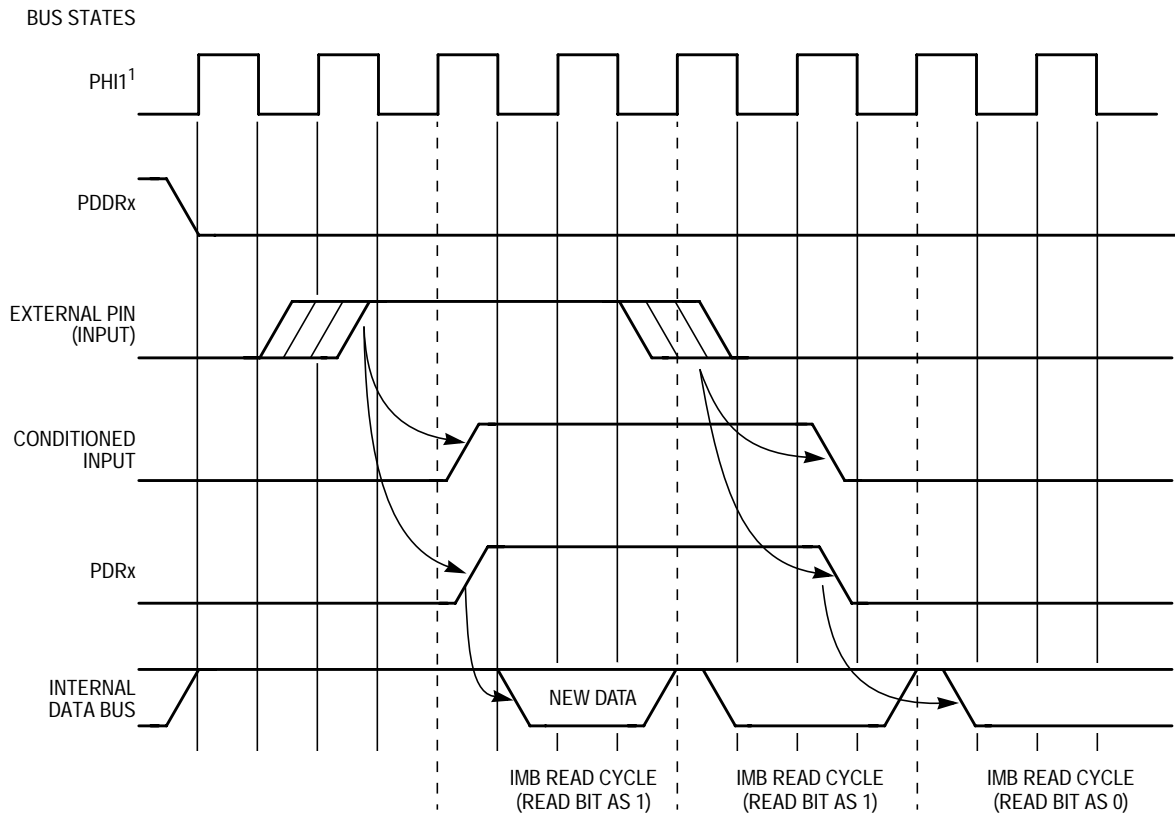 BUS STATES
PHI1¹
PDDRx
EXTERNAL PIN
(INPUT)
CONDITIONED
INPUT
PDRx
INTERNAL
DATA BUS
NEW DATA
IMB READ CYCLE
(READ BIT AS 1)
IMB READ CYCLE
(READ BIT AS 1)
IMB READ CYCLE
(READ BIT AS 0)